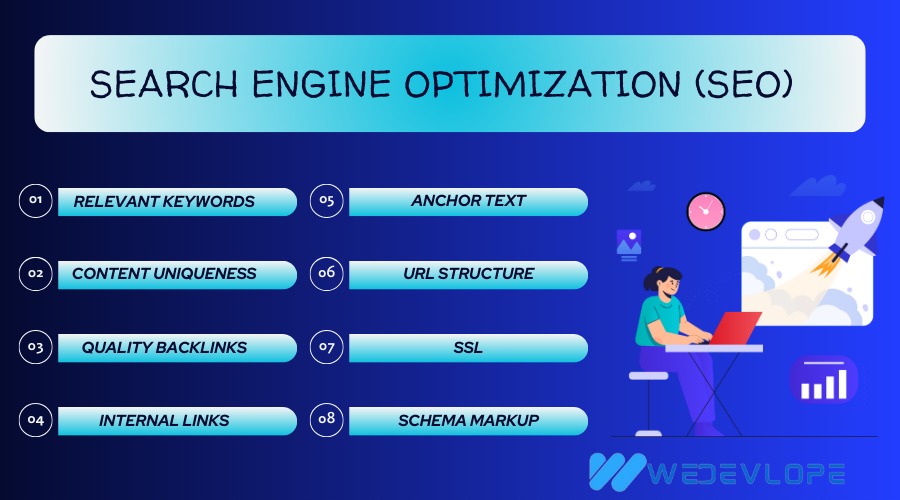 SEARCH ENGINE OPTIMIZATION (SEO)
01 RELEVANT KEYWORDS
02 CONTENT UNIQUENESS
03 QUALITY BACKLINKS
04 INTERNAL LINKS
05 ANCHOR TEXT
06 URL STRUCTURE
07 SSL
08 SCHEMA MARKUP
WEDEVLOPE